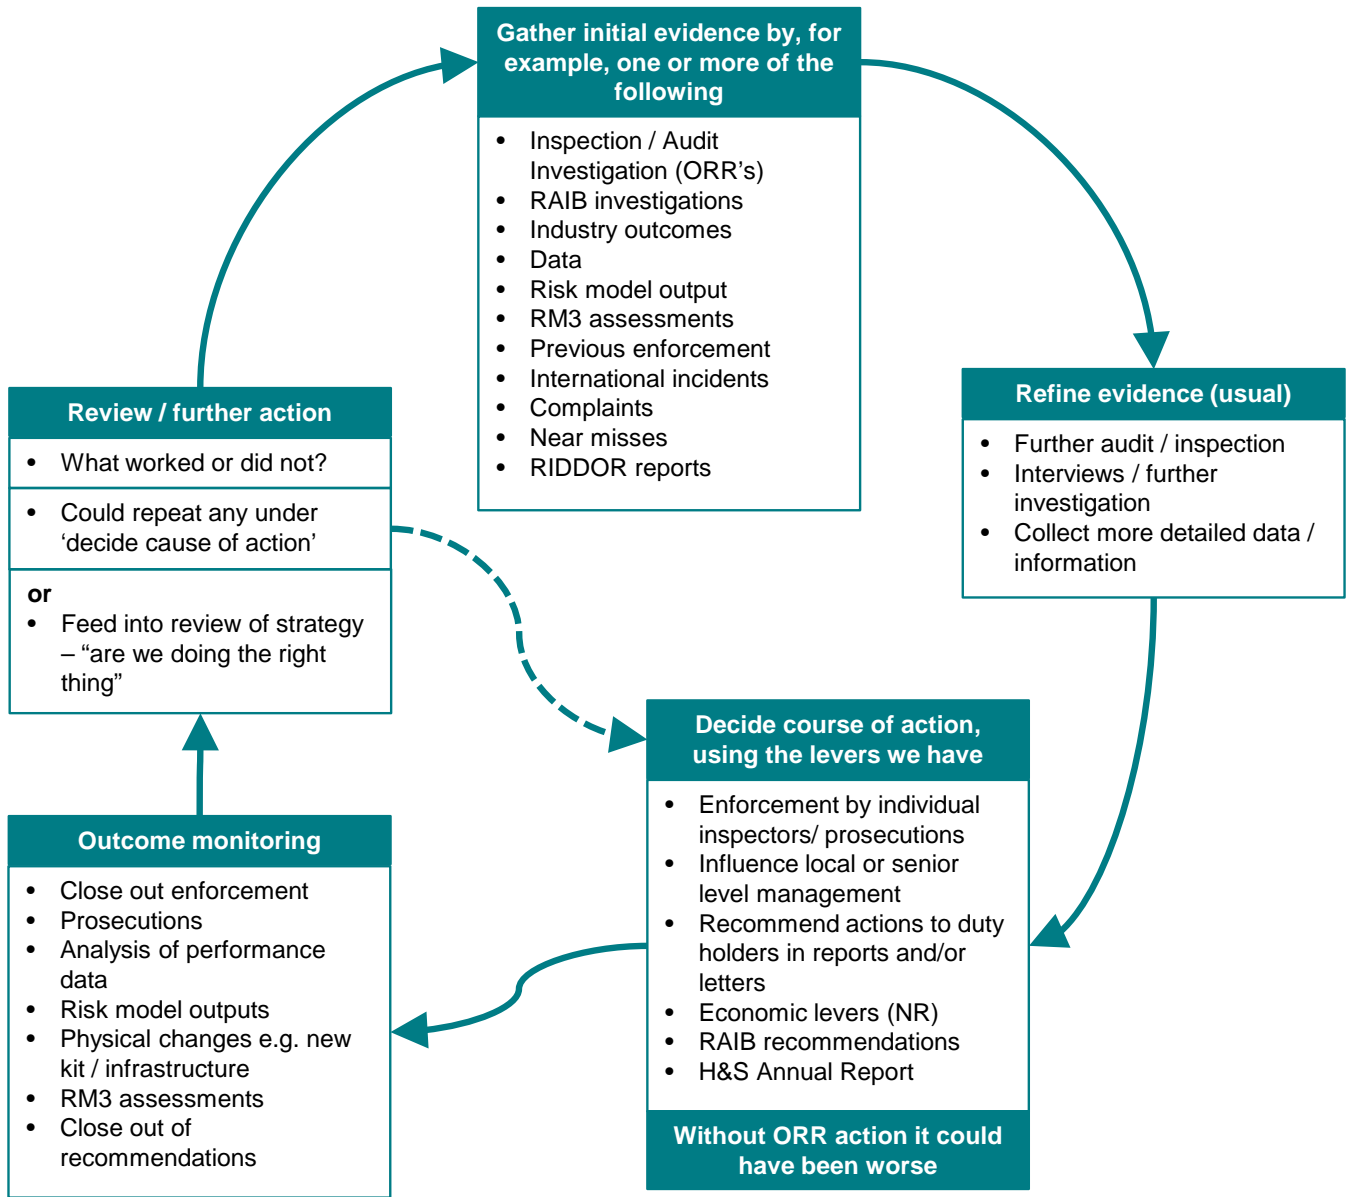 Gather initial evidence by, for
example, one or more of the
following
• Inspection / Audit
Investigation (ORR's)
• RAIB investigations
• Industry outcomes
• Data
• Risk model output
• RM3 assessments
• Previous enforcement
• International incidents
• Complaints
• Near misses
• RIDDOR reports
Refine evidence (usual)
• Further audit / inspection
• Interviews / further
investigation
• Collect more detailed data /
information
Decide course of action,
using the levers we have
• Enforcement by individual
inspectors/ prosecutions
• Influence local or senior
level management
• Recommend actions to duty
holders in reports and/or
letters
• Economic levers (NR)
• RAIB recommendations
• H&S Annual Report
Without ORR action it could
have been worse
Outcome monitoring
• Close out enforcement
• Prosecutions
• Analysis of performance
data
• Risk model outputs
• Physical changes e.g. new
kit / infrastructure
• RM3 assessments
• Close out of
recommendations
Review / further action
• What worked or did not?
• Could repeat any under
‘decide cause of action’
or
• Feed into review of strategy
– “are we doing the right
thing”